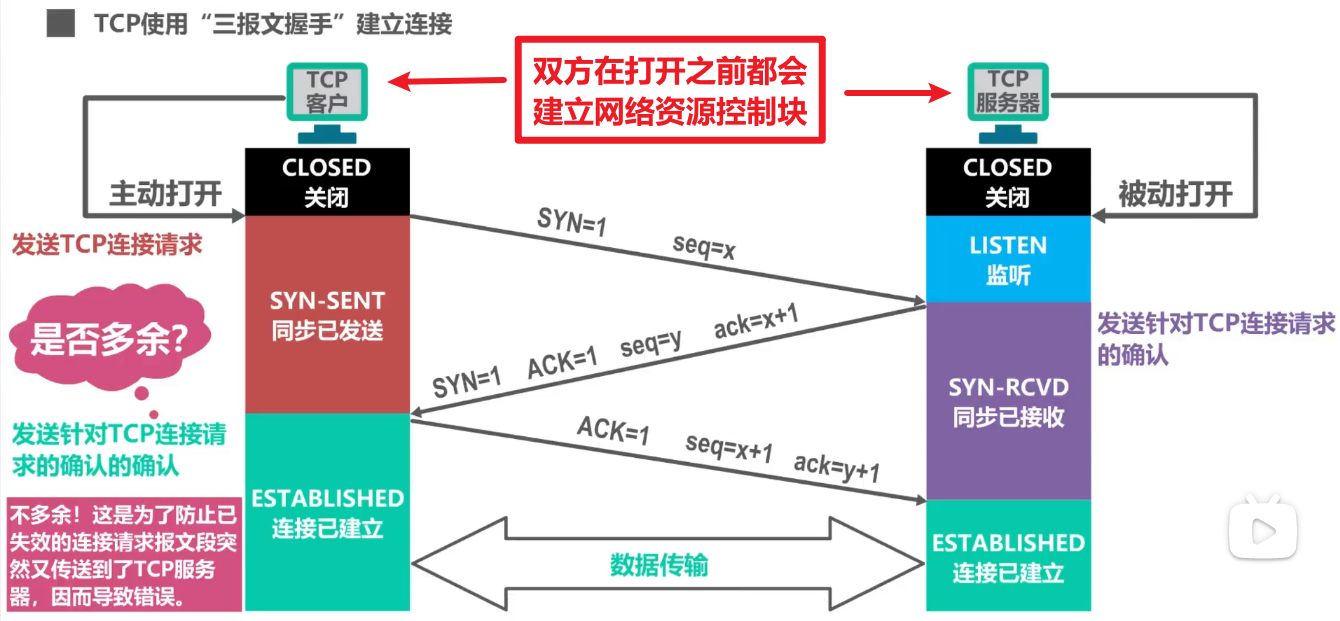 TCP使用“三报文握手”建立连接
双方在打开之前都会
建立网络资源控制块
TCP
客户
TCP
服务器
CLOSED
关闭
CLOSED
关闭
主动打开
被动打开
发送TCP连接请求
SYN=1 seq=x
LISTEN
监听
SYN-SENT
同步已发送
是否多余?
SYN=1 ACK=1 seq=y ack=x+1
发送针对TCP连接请求
的确认
SYN-RCVD
同步已接收
发送针对TCP连接请
求的确认的确认
ACK=1 seq=x+1 ack=y+1
ESTABLISHED
连接已建立
不多余！这是为了防止已
失效的连接请求报文段突
然又传送到了TCP服务
器，因而导致错误。
数据传输
ESTABLISHED
连接已建立